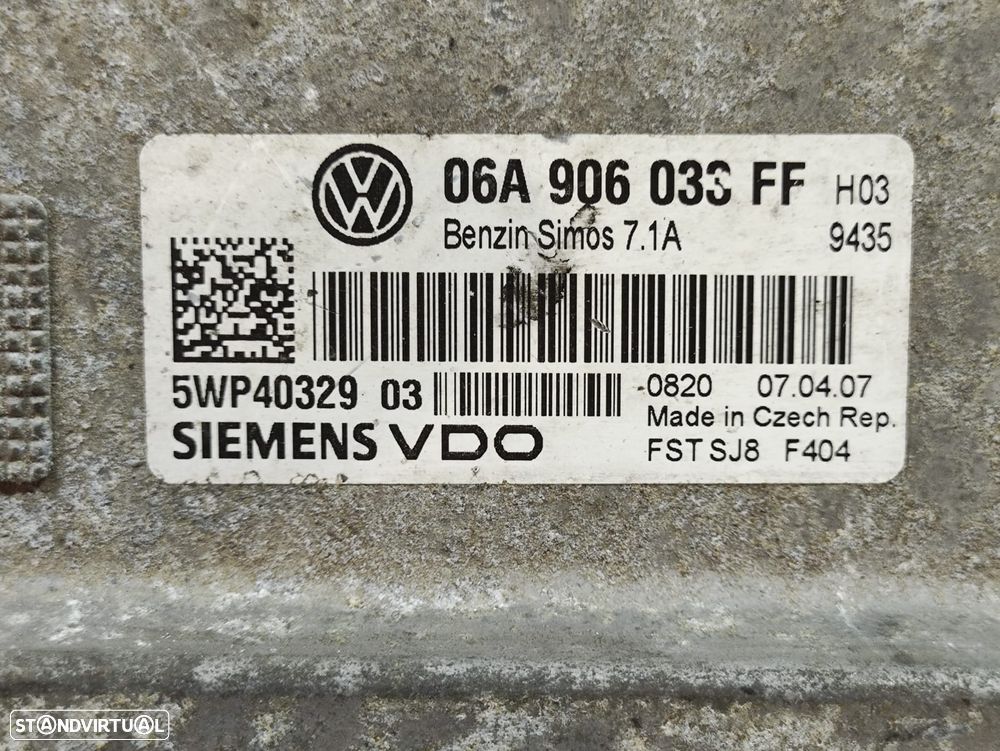 06A 906 033 FF H03
Benzin Simos 7.1A 9435
5WP40329 03 0820 07.04.07
Made in Czech Rep.
SIEMENS VDO FST SJ8 F404
STANDVIRTUAL